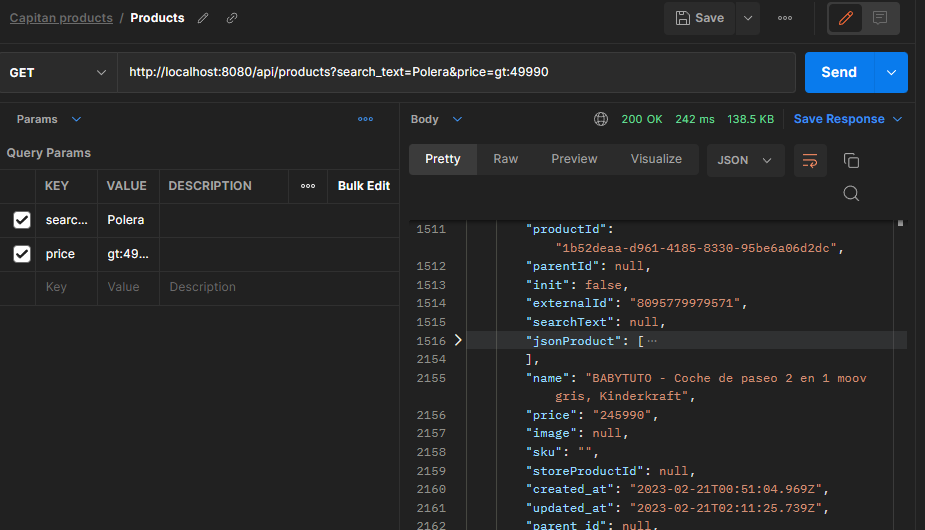 Capitan products / Products
Save
GET
http://localhost:8080/api/products?search_text=Polera&price=gt:49990
Send
Params
Query Params
KEY VALUE DESCRIPTION Bulk Edit
searc... Polera
price gt:49...
Key Value Description
Body
200 OK 242 ms 138.5 KB Save Response
Pretty Raw Preview Visualize JSON
1511 "productId":
"1b52deaa-d961-4185-8330-95be6a06d2dc",
1512 "parentId": null,
1513 "init": false,
1514 "externalId": "8095779979571",
1515 "searchText": null,
1516 "jsonProduct": [ ...
2154 ],
2155 "name": "BABYTUTO - Coche de paseo 2 en 1 moov
gris, Kinderkraft",
2156 "price": "245990",
2157 "image": null,
2158 "sku": "",
2159 "storeProductId": null,
2160 "created_at": "2023-02-21T00:51:04.969Z",
2161 "updated_at": "2023-02-21T02:11:25.739Z",
2162 "parent_id": null,